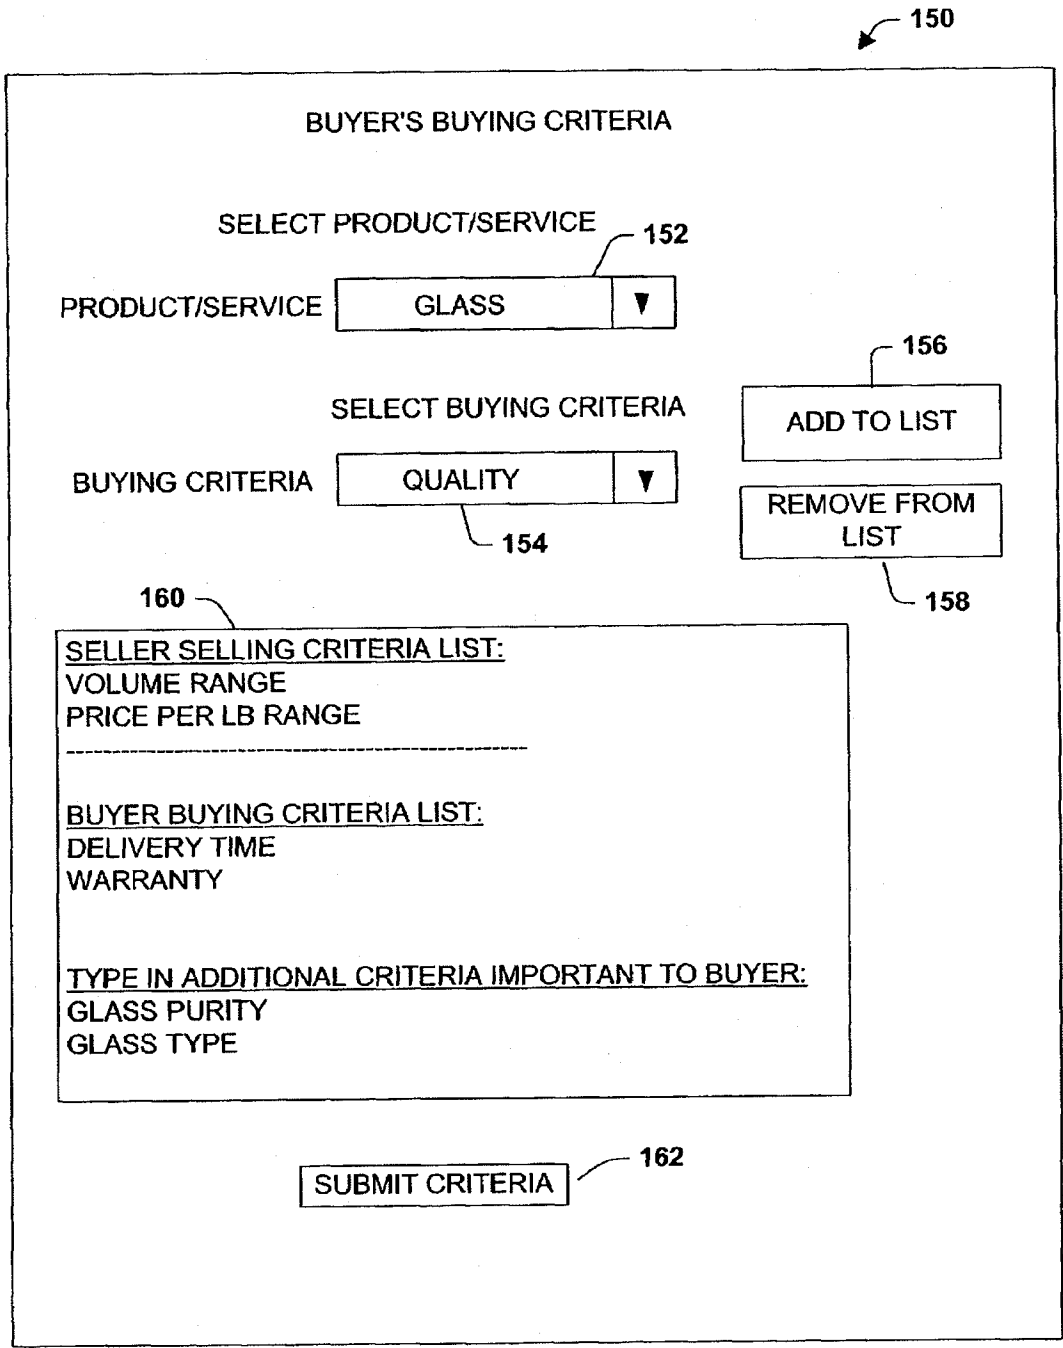 150
BUYER'S BUYING CRITERIA
SELECT PRODUCT/SERVICE
152
PRODUCT/SERVICE
GLASS
156
SELECT BUYING CRITERIA
ADD TO LIST
BUYING CRITERIA
QUALITY
REMOVE FROM
LIST
154
158
160
SELLER SELLING CRITERIA LIST:
VOLUME RANGE
PRICE PER LB RANGE
----------------------------------------------------
BUYER BUYING CRITERIA LIST:
DELIVERY TIME
WARRANTY
TYPE IN ADDITIONAL CRITERIA IMPORTANT TO BUYER:
GLASS PURITY
GLASS TYPE
162
SUBMIT CRITERIA